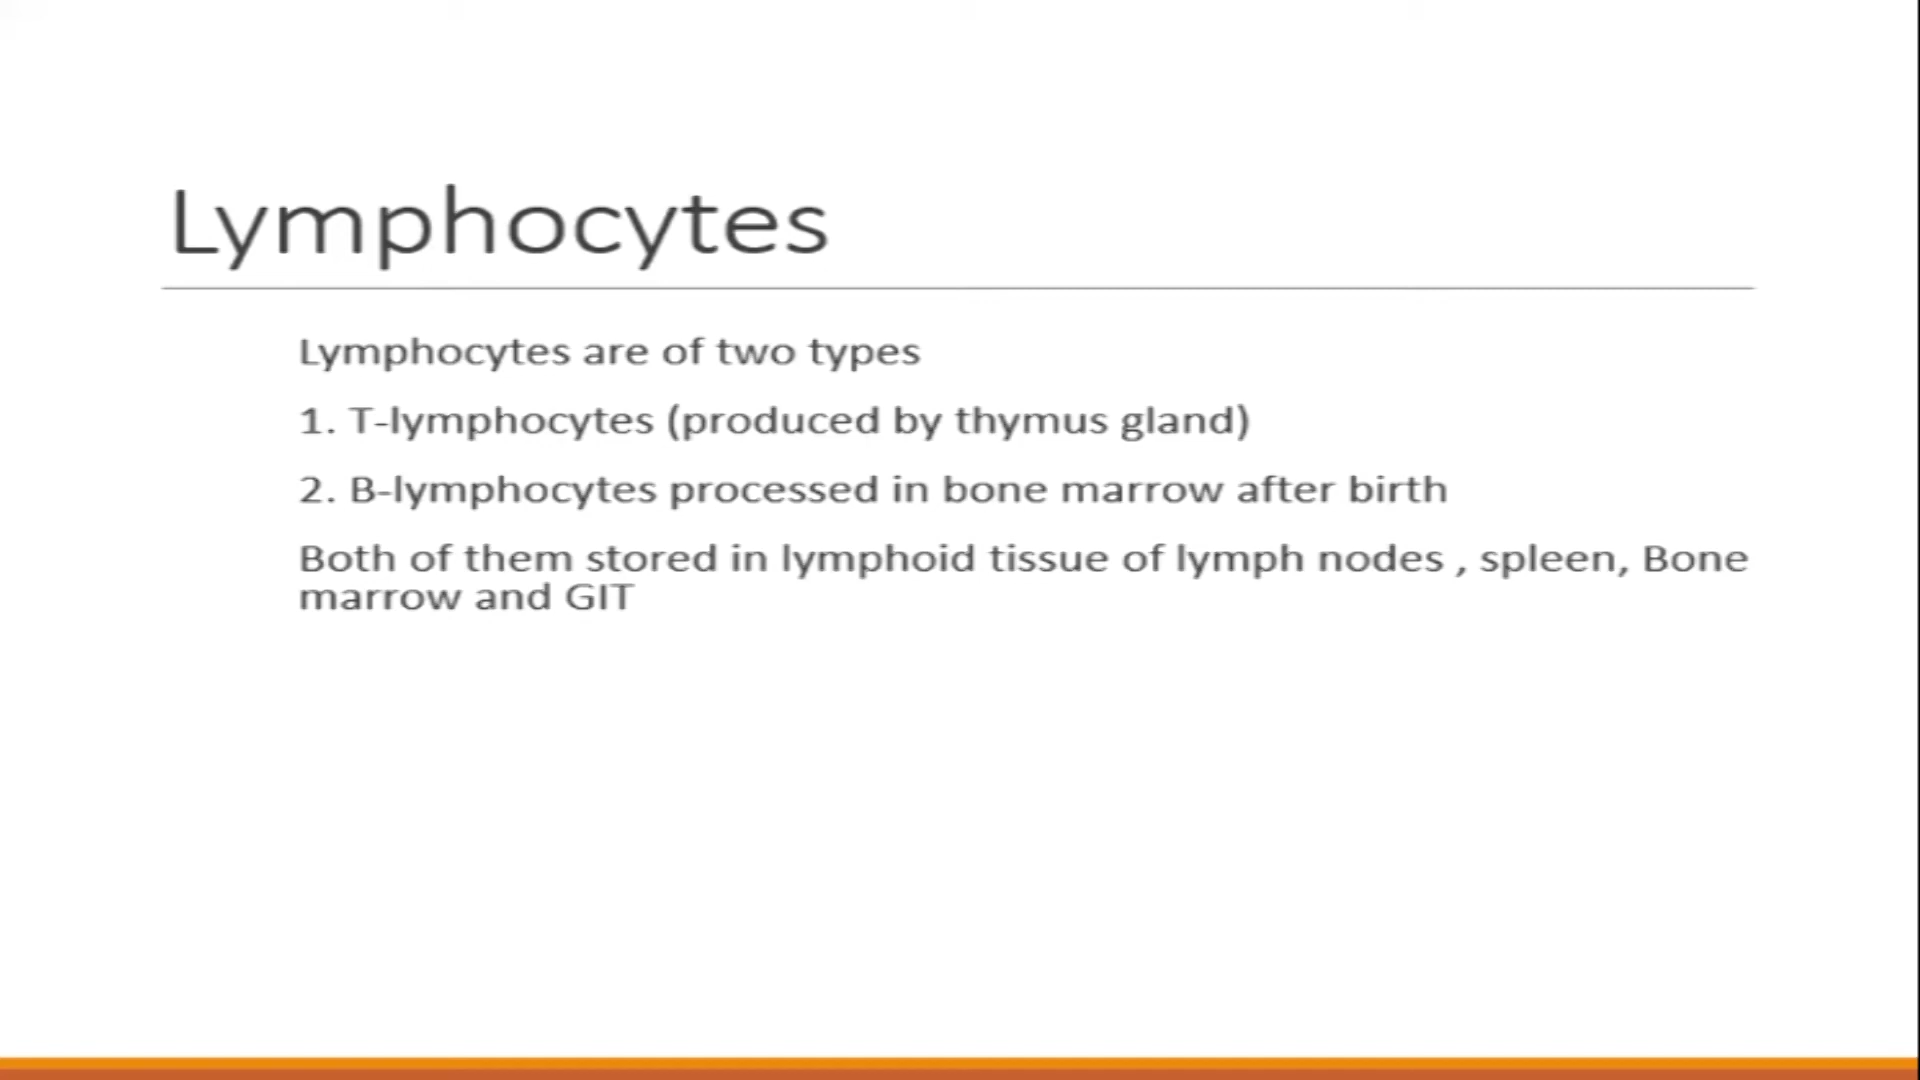 Lymphocytes
Lymphocytes are of two types
1. T-lymphocytes (produced by thymus gland)
2. B-lymphocytes processed in bone marrow after birth
Both of them stored in lymphoid tissue of lymph nodes , spleen, Bone
marrow and GIT